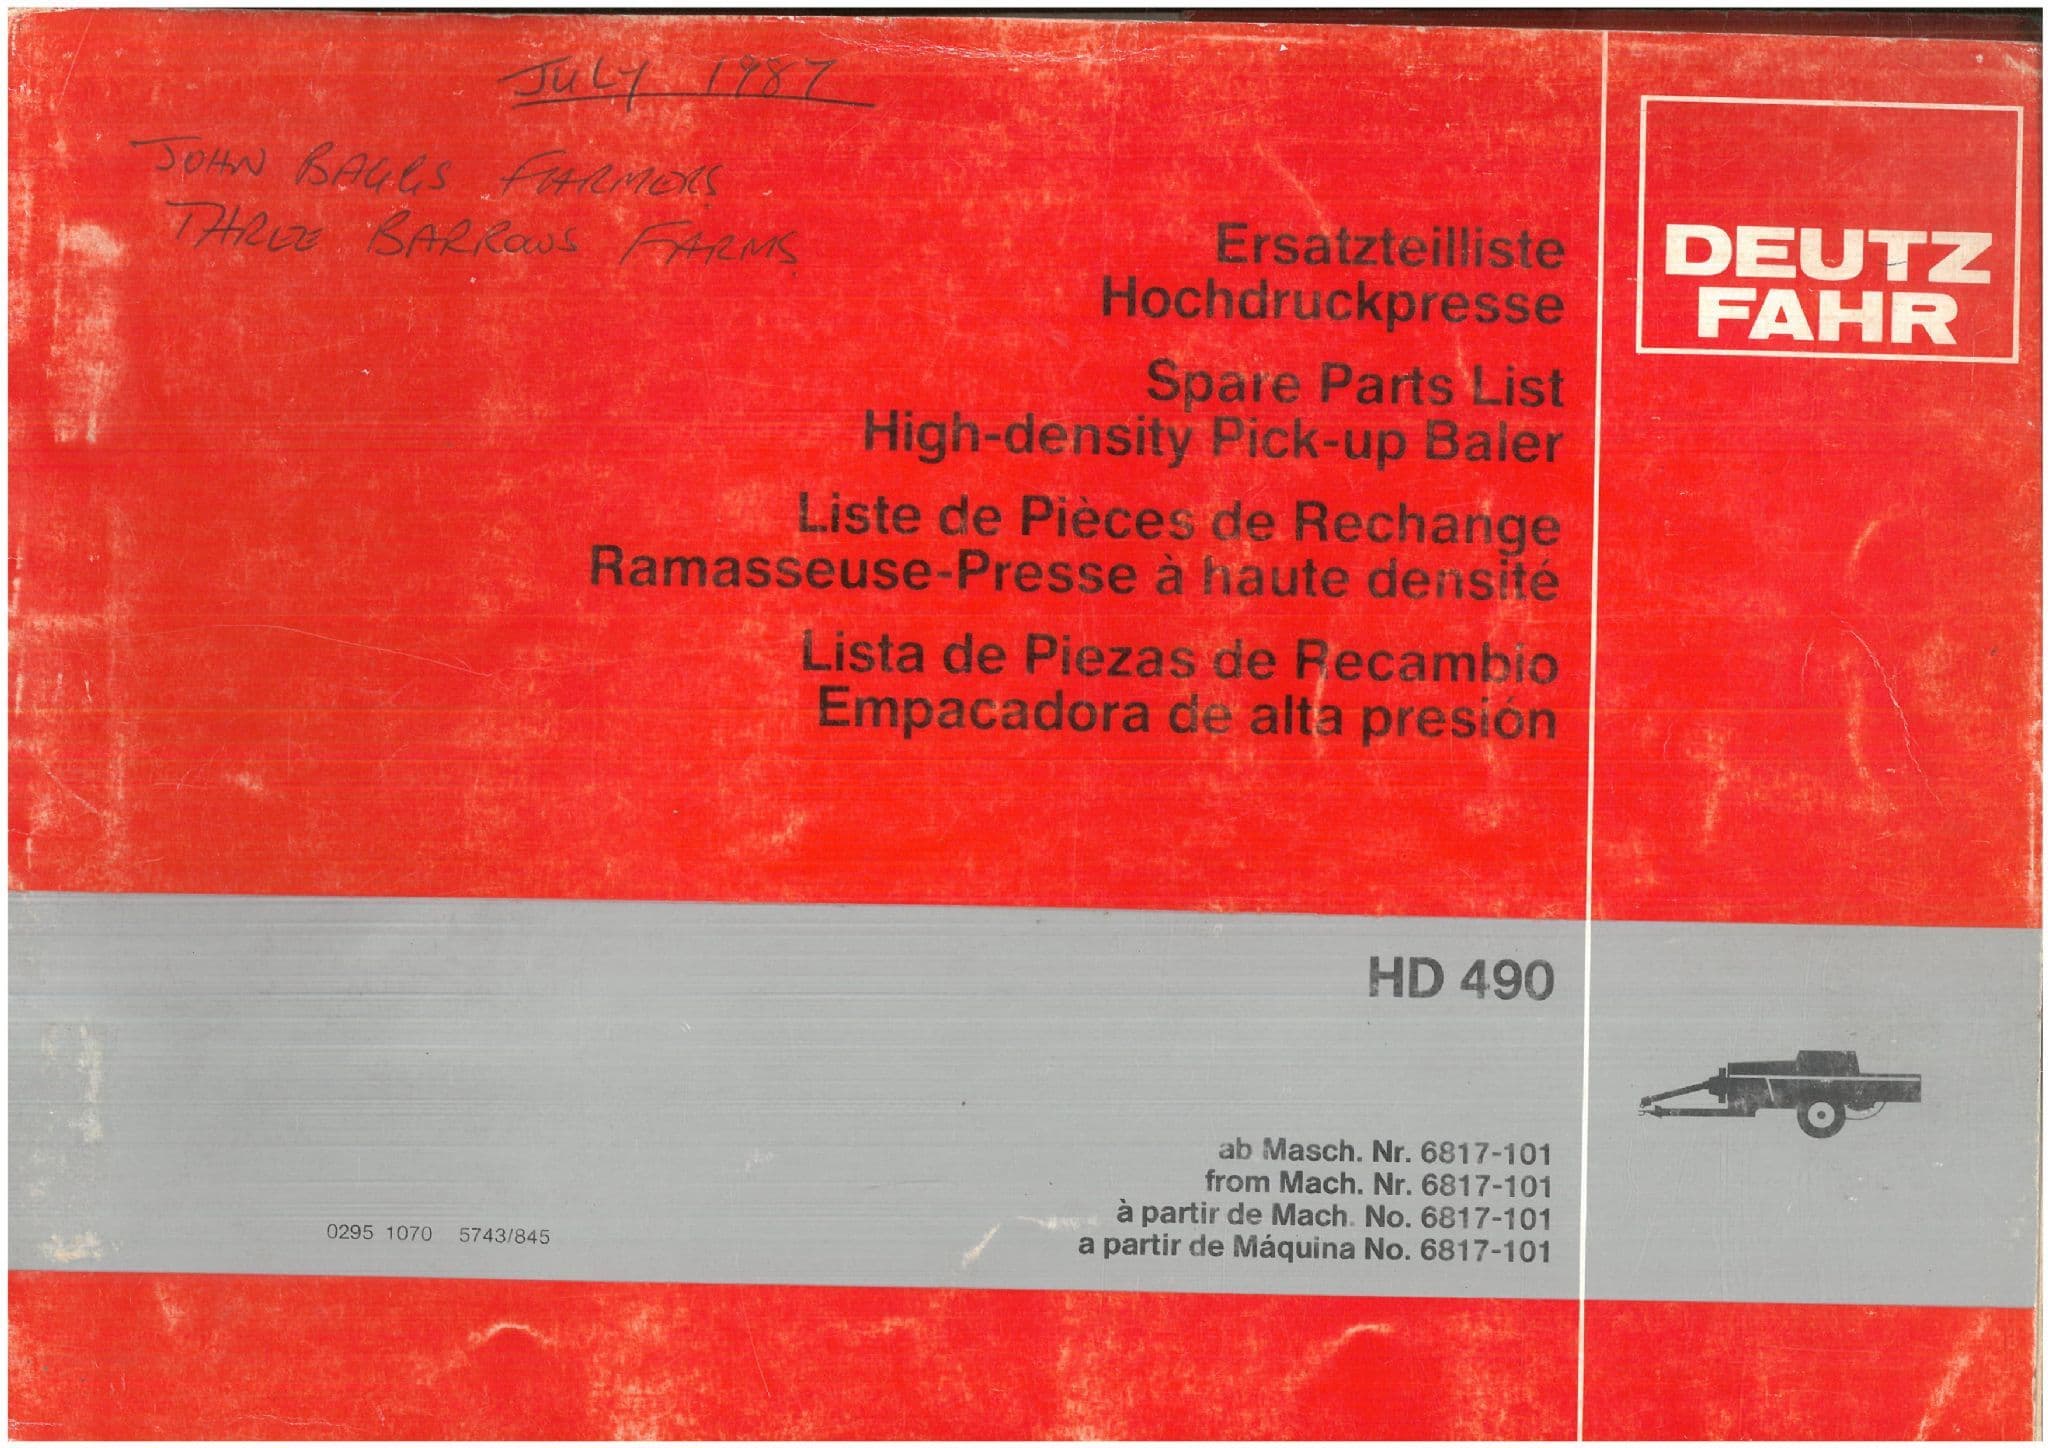 JULY 1987
JOHN BAGGS FARMERS
THREE BARROWS FARMS
DEUTZ
FAHR
Ersatzteilliste
Hochdruckpresse
Spare Parts List
High-density Pick-up Baler
Liste de Pièces de Rechange
Ramasseuse-Presse à haute densité
Lista de Piezas de Recambio
Empacadora de alta presión
HD 490
ab Masch. Nr. 6817-101
from Mach. Nr. 6817-101
à partir de Mach. No. 6817-101
a partir de Máquina No. 6817-101
0295 1070 5743/845